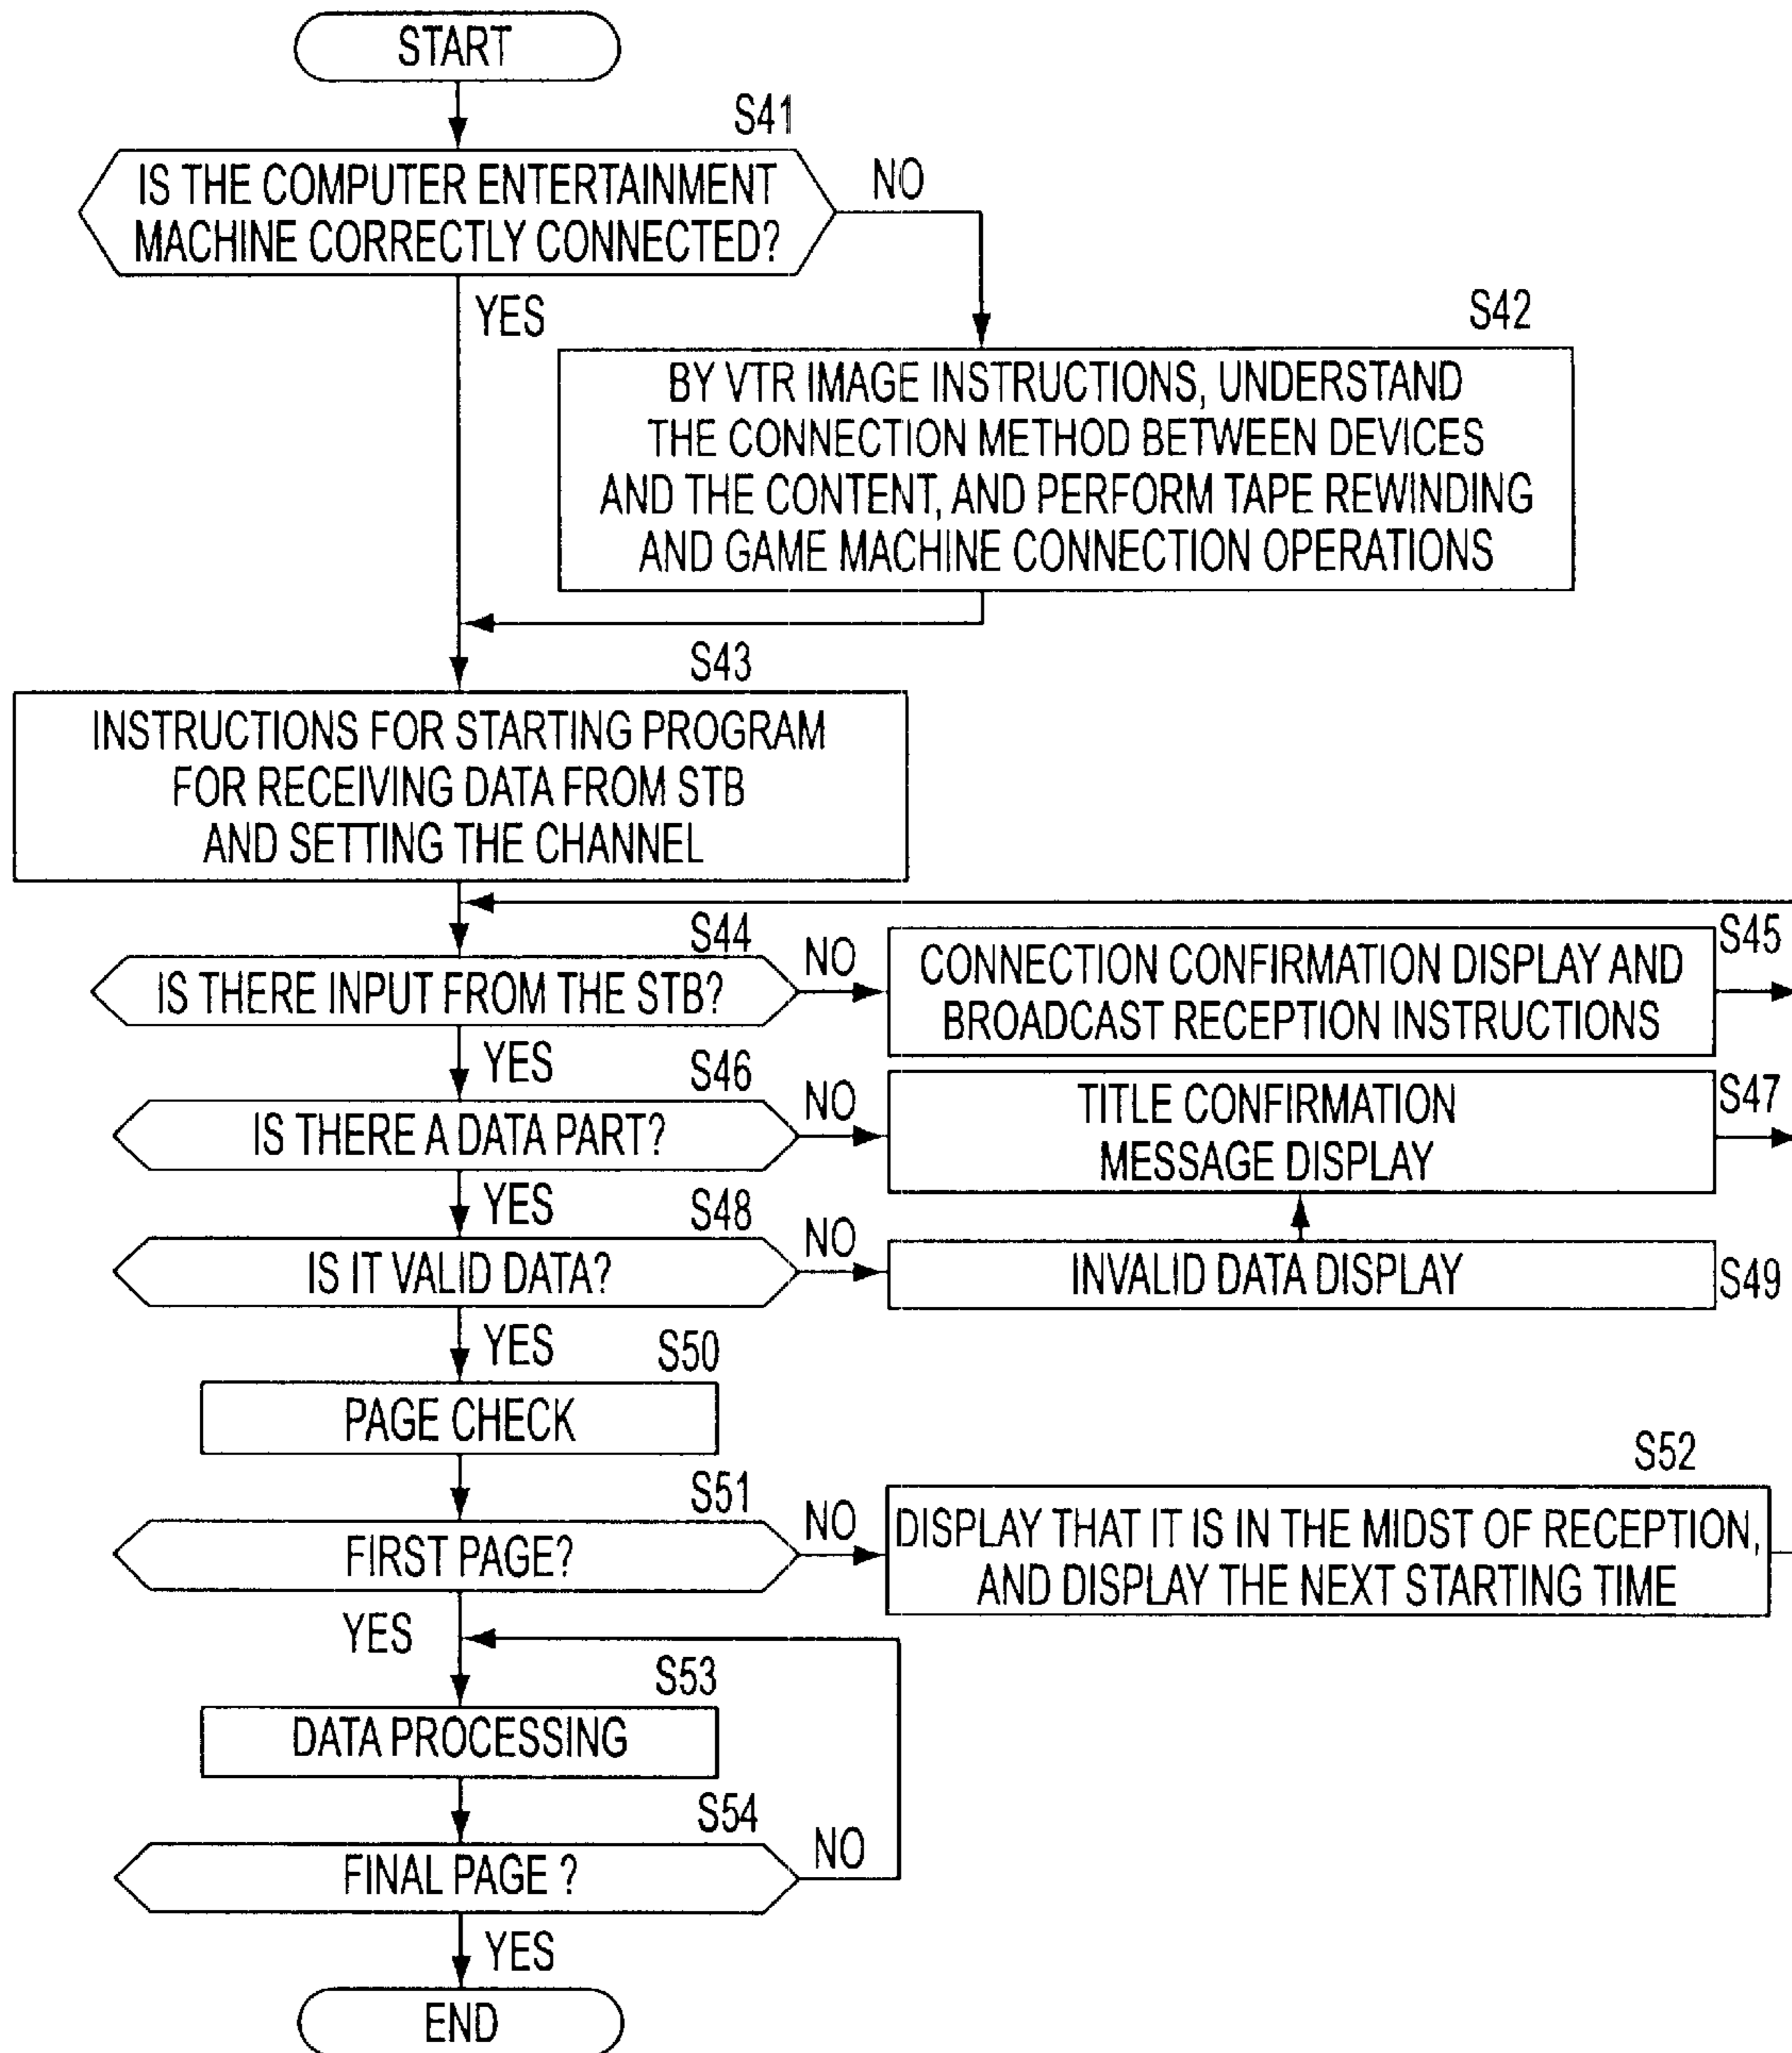 START
S41
IS THE COMPUTER ENTERTAINMENT
MACHINE CORRECTLY CONNECTED?
NO
YES
S42
BY VTR IMAGE INSTRUCTIONS, UNDERSTAND
THE CONNECTION METHOD BETWEEN DEVICES
AND THE CONTENT, AND PERFORM TAPE REWINDING
AND GAME MACHINE CONNECTION OPERATIONS
S43
INSTRUCTIONS FOR STARTING PROGRAM
FOR RECEIVING DATA FROM STB
AND SETTING THE CHANNEL
S44
IS THERE INPUT FROM THE STB?
NO
S45
CONNECTION CONFIRMATION DISPLAY AND
BROADCAST RECEPTION INSTRUCTIONS
YES
S46
IS THERE A DATA PART?
NO
S47
TITLE CONFIRMATION
MESSAGE DISPLAY
YES
S48
IS IT VALID DATA?
NO
INVALID DATA DISPLAY
S49
YES
S50
PAGE CHECK
S51
FIRST PAGE?
NO
S52
DISPLAY THAT IT IS IN THE MIDST OF RECEPTION,
AND DISPLAY THE NEXT STARTING TIME
YES
S53
DATA PROCESSING
S54
FINAL PAGE ?
NO
YES
END